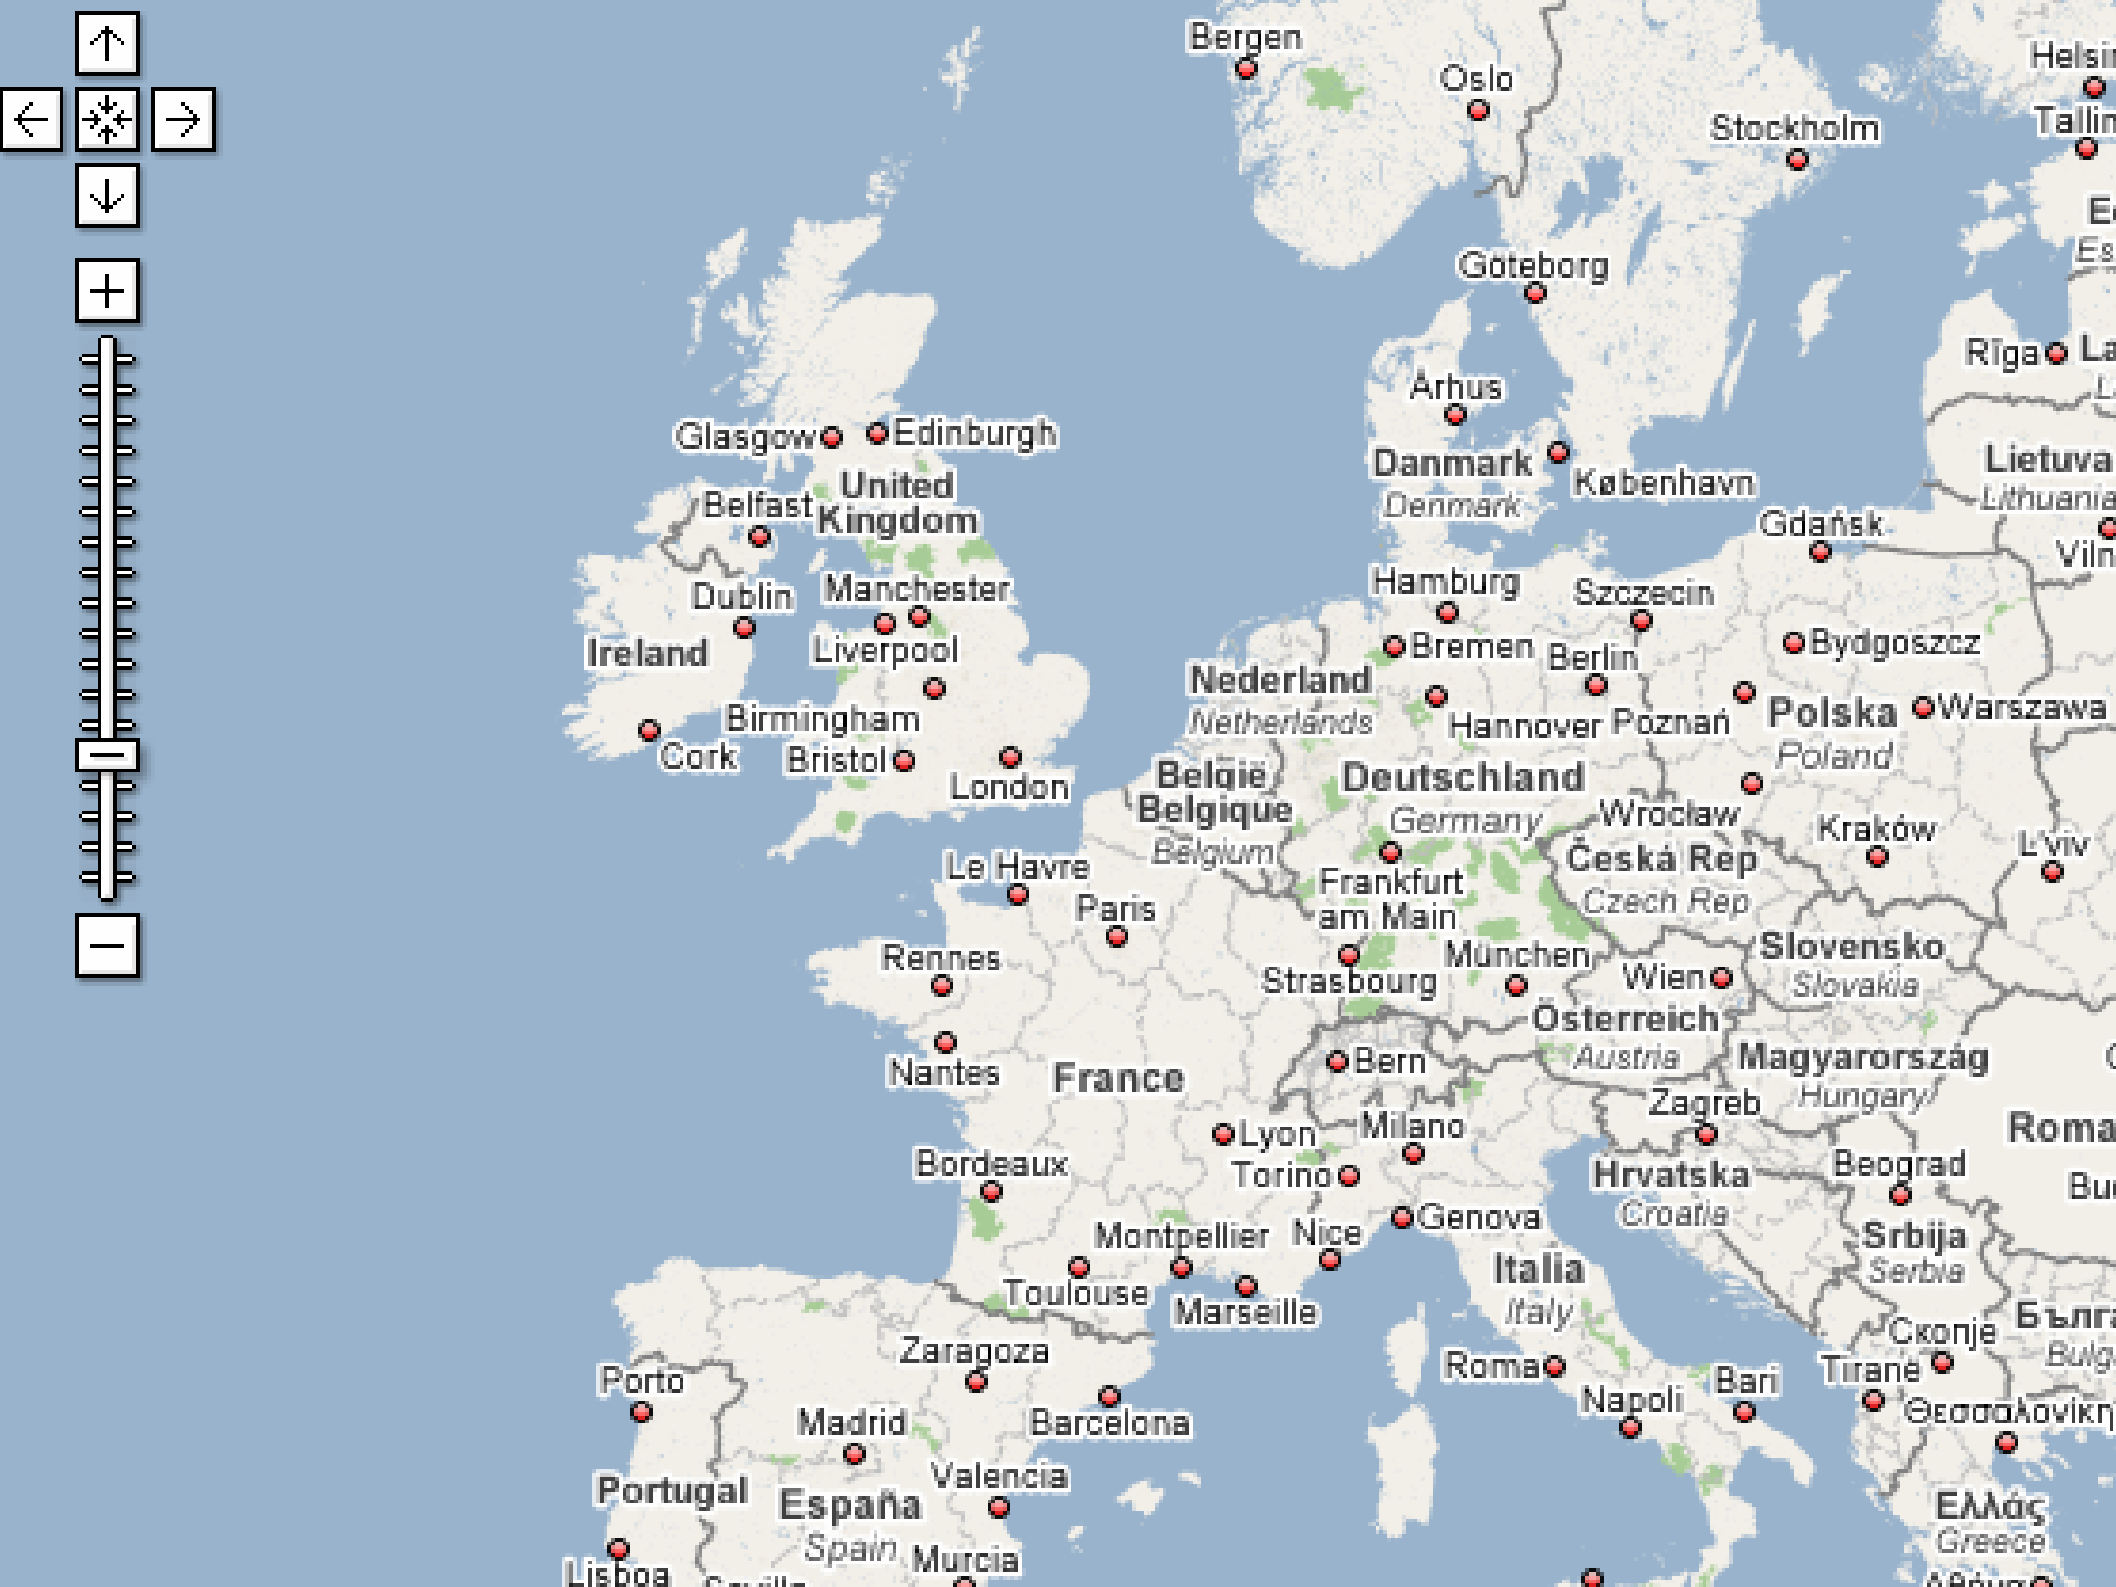 Bergen
Oslo
Stockholm
Göteborg
Rīga
Århus
Glasgow
Edinburgh
Danmark
København
Denmark
Lietuva
Lithuania
United
Kingdom
Belfast
Gdańsk
Hamburg
Szczecin
Dublin
Manchester
Ireland
Liverpool
Bremen
Berlin
Bydgoszcz
Nederland
Netherlands
Birmingham
Hannover
Poznań
Polska
Warszawa
Poland
Cork
Bristol
London
België
Belgique
Belgium
Deutschland
Germany
Wrocław
Kraków
L'viv
Česká Rep
Czech Rep
Le Havre
Paris
Frankfurt
am Main
Rennes
Strasbourg
München
Wien
Slovensko
Slovakia
Österreich
Austria
Nantes
France
Bern
Magyarország
Hungary
Zagreb
Lyon
Milano
Torino
Bordeaux
Hrvatska
Croatia
Beograd
Montpellier
Nice
Genova
Srbija
Serbia
Toulouse
Marseille
Italia
Italy
Скопје
Zaragoza
Roma
Tiranë
Porto
Barcelona
Napoli
Bari
Θεσσαλονίκη
Madrid
Valencia
Portugal
España
Spain
Ελλάς
Greece
Murcia
Lisboa